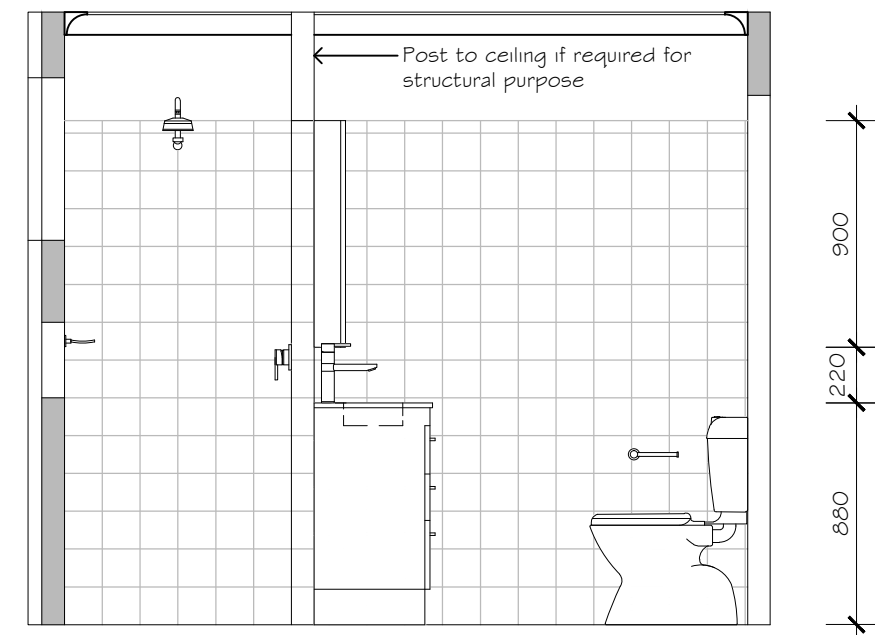 Post to ceiling if required for
structural purpose
900
220
880